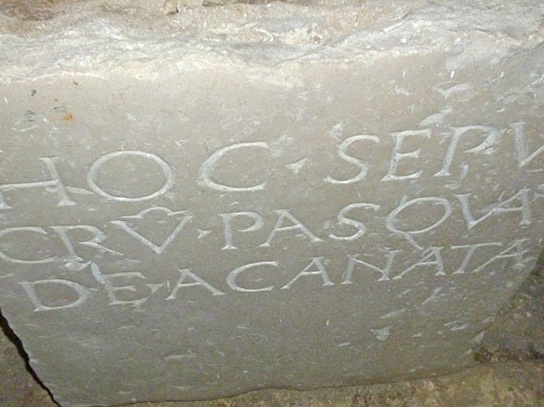 HOC · SEPV
CRV · PASQVA
DE·ACANATA